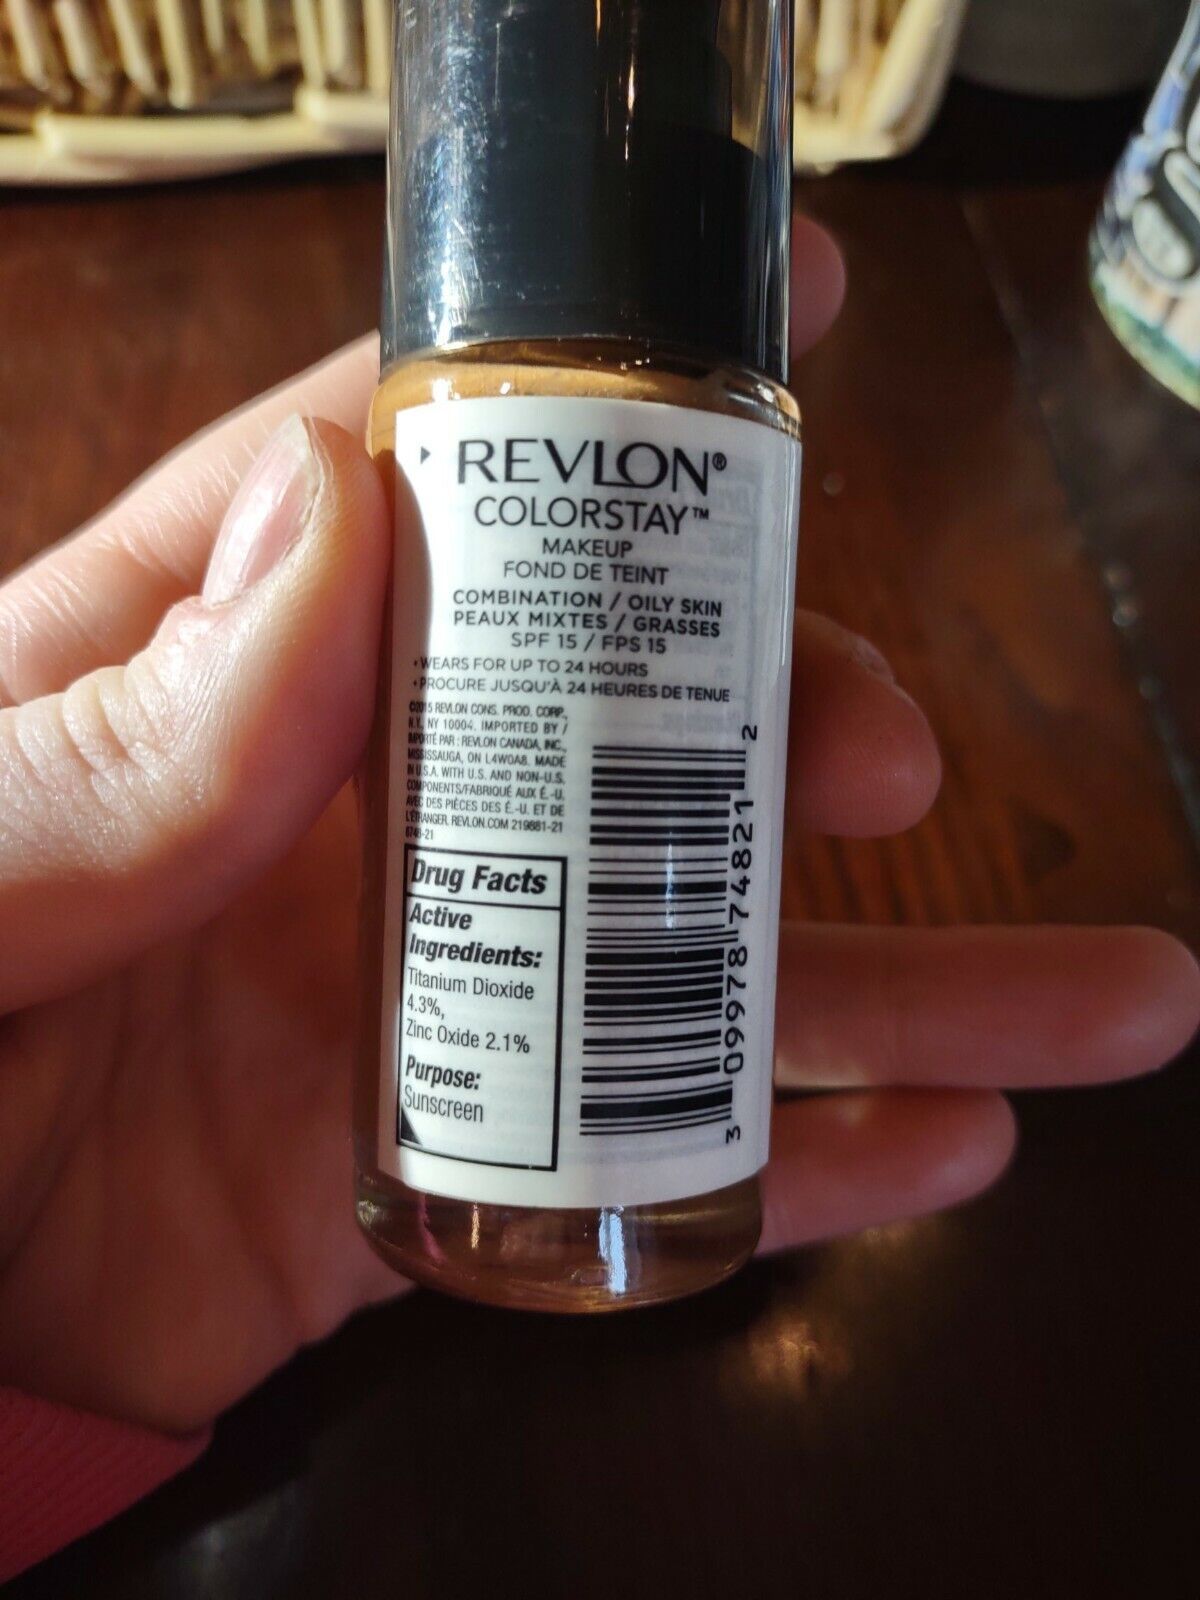 REVLON®
COLORSTAY™
MAKEUP
FOND DE TEINT
COMBINATION / OILY SKIN
PEAUX MIXTES / GRASSES
SPF 15 / FPS 15
•WEARS FOR UP TO 24 HOURS
•PROCURE JUSQU'À 24 HEURES DE TENUE
©2015 REVLON CONS. PROD. CORP.,
N.Y., NY 10004. IMPORTED BY /
IMPORTÉ PAR : REVLON CANADA, INC.,
MISSISSAUGA, ON L4W0A8. MADE
IN U.S.A. WITH U.S. AND NON-U.S.
COMPONENTS/FABRIQUÉ AUX É.-U.
AVEC DES PIÈCES DES É.-U. ET DE
L'ÉTRANGER. REVLON.COM 219881-21
Drug Facts
Active
Ingredients:
Titanium Dioxide
4.3%,
Zinc Oxide 2.1%
Purpose:
Sunscreen
3 09978 74821 2